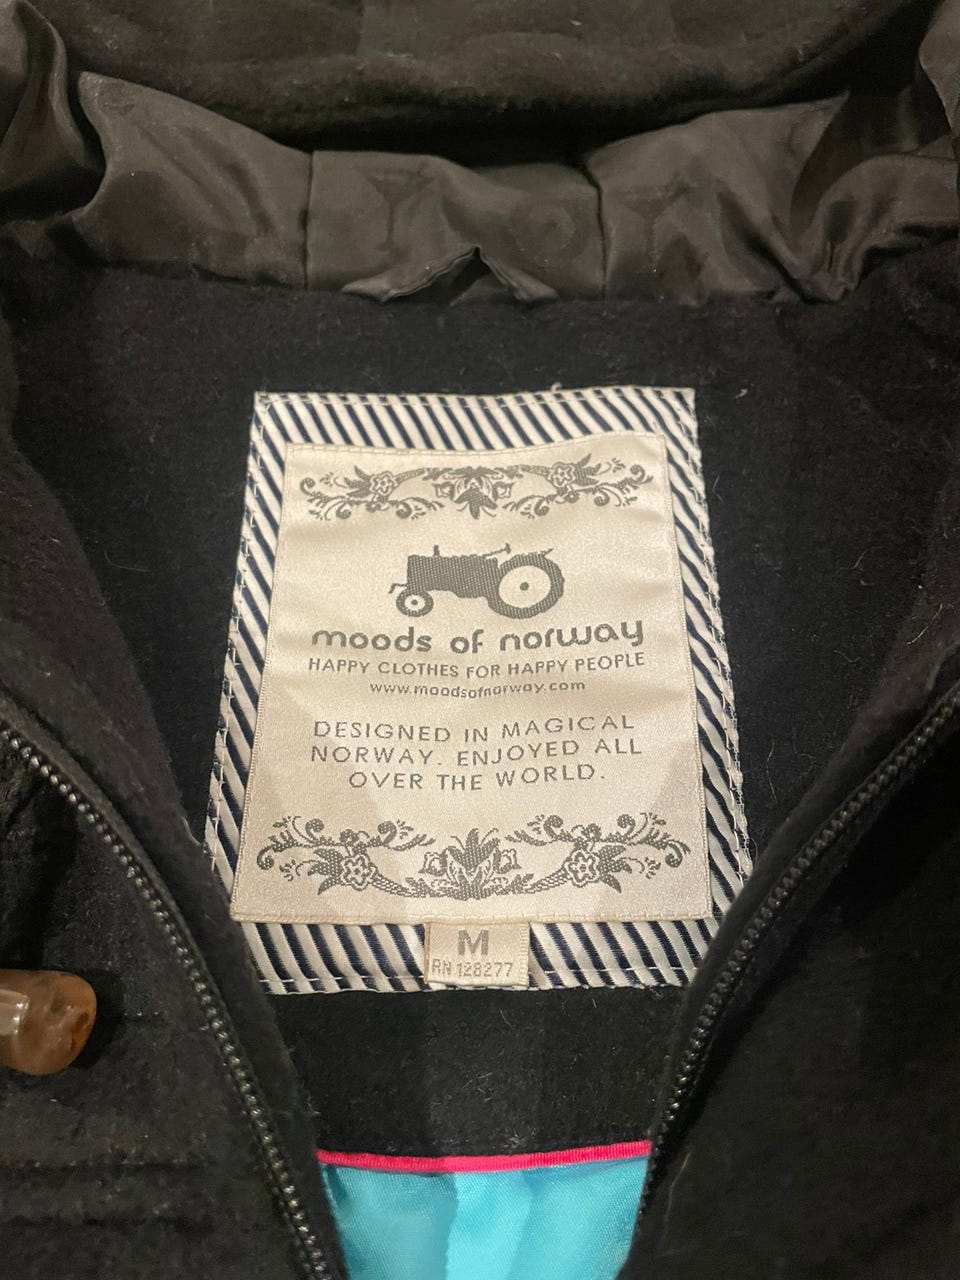 moods of norway
HAPPY CLOTHES FOR HAPPY PEOPLE
www.moodsofnorway.com
DESIGNED IN MAGICAL
NORWAY. ENJOYED ALL
OVER THE WORLD.
M
RN 128277